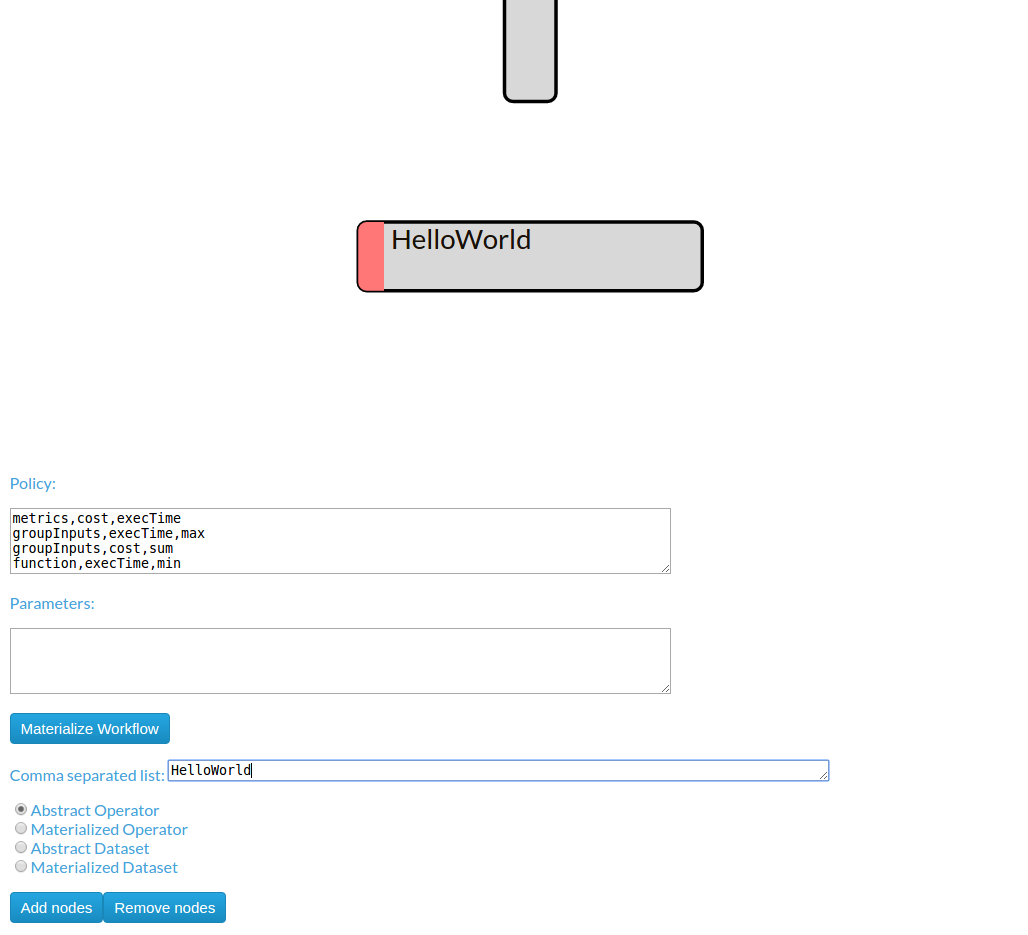 HelloWorld
Policy:
metrics,cost,execTime
groupInputs,execTime,max
groupInputs,cost,sum
function,execTime,min
Parameters:
Materialize Workflow
Comma separated list: HelloWorld
Abstract Operator
Materialized Operator
Abstract Dataset
Materialized Dataset
Add nodes Remove nodes